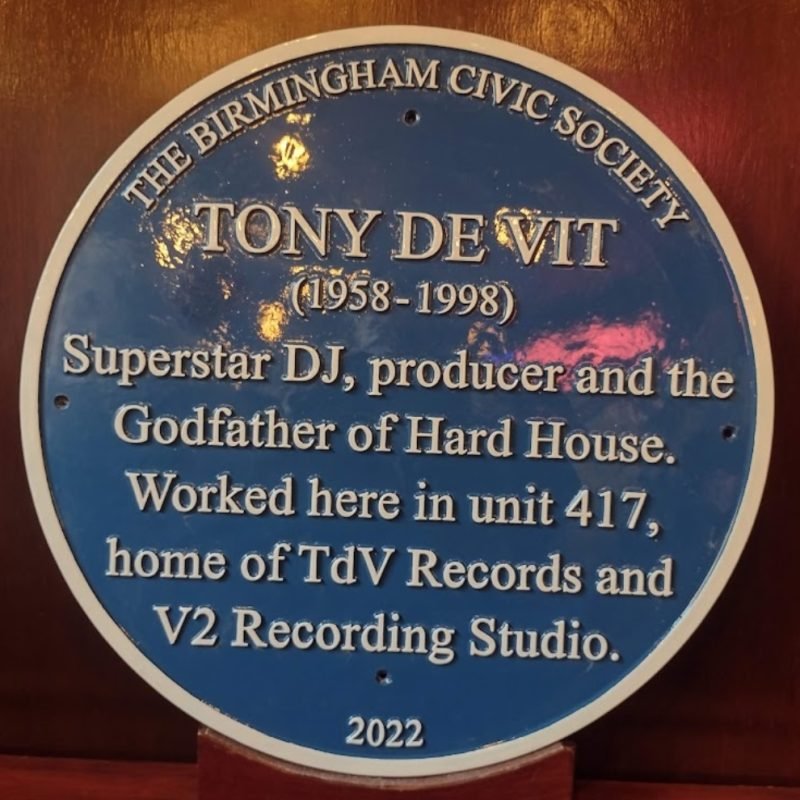 THE BIRMINGHAM CIVIC SOCIETY
TONY DE VIT
(1958-1998)
Superstar DJ, producer and the
Godfather of Hard House.
Worked here in unit 417,
home of TdV Records and
V2 Recording Studio.
2022